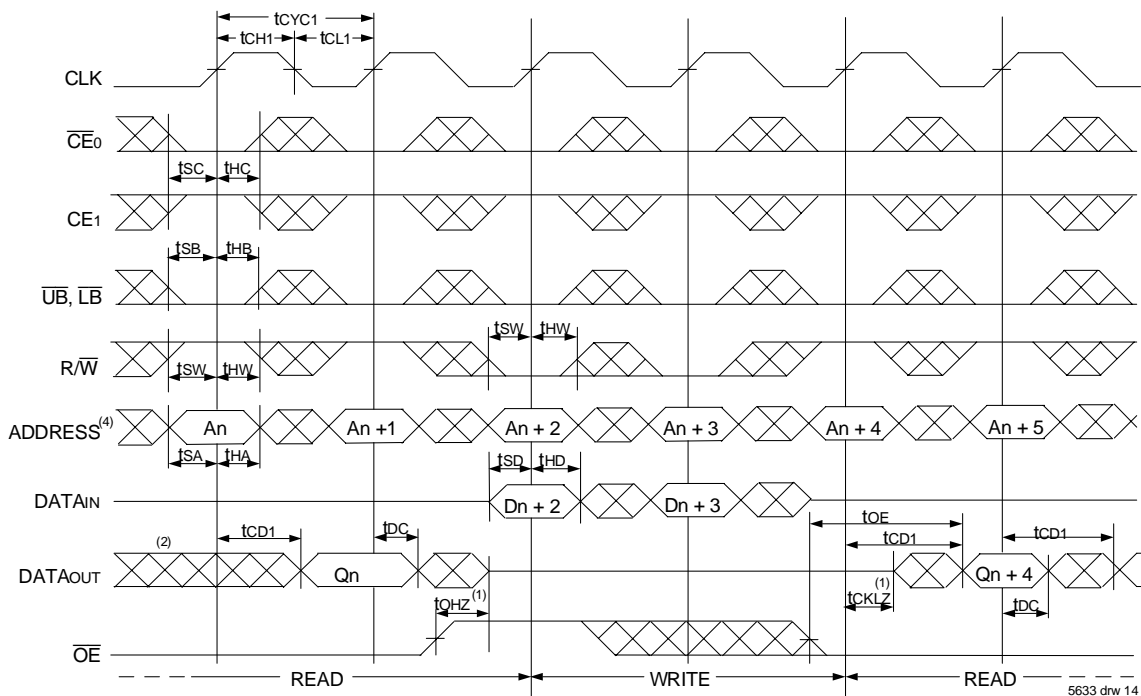 tCYC1
tCH1 tCL1
CLK
CE0
tSC tHC
CE1
tSB tHB
UB, LB
tSW tHW
R/W
tSW tHW
ADDRESS(4) An An +1 An + 2 An + 3 An + 4 An + 5
tSA tHA
tSD tHD
DATAIN Dn + 2 Dn + 3
tOE
tCD1 tDC tCD1 tCD1
(2)
DATAOUT Qn Qn + 4
tOHZ(1) tCKLZ(1) tDC
OE
READ WRITE READ
5633 drw 14